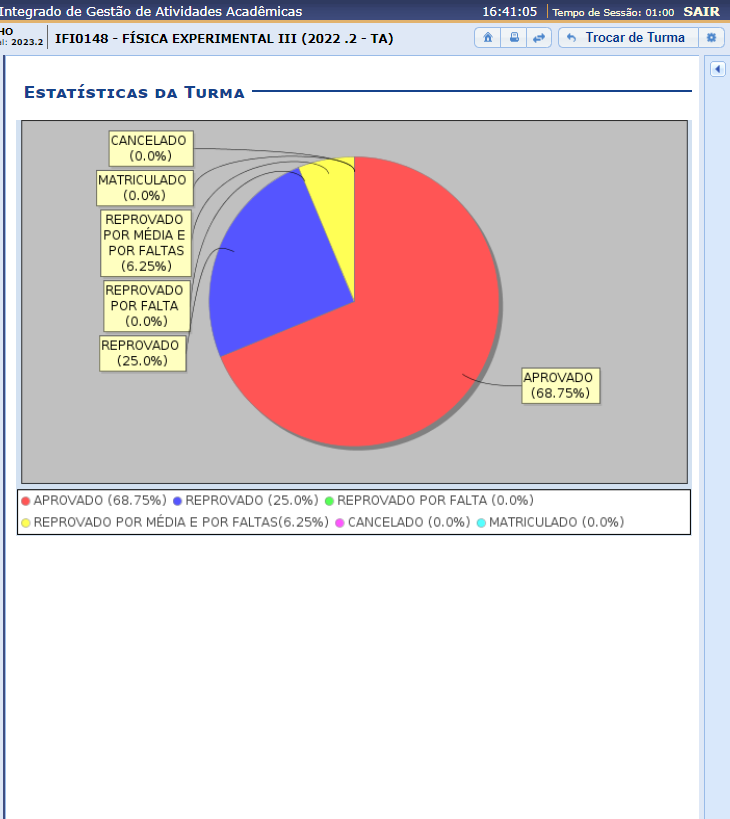 Integrado de Gestão de Atividades Acadêmicas 16:41:05 Tempo de Sessão: 01:00 SAIR
HO
el: 2023.2 IFI0148 - FÍSICA EXPERIMENTAL III (2022 .2 - TA) Trocar de Turma
ESTATÍSTICAS DA TURMA
CANCELADO
(0.0%)
MATRICULADO
(0.0%)
REPROVADO
POR MÉDIA E
POR FALTAS
(6.25%)
REPROVADO
POR FALTA
(0.0%)
REPROVADO
(25.0%)
APROVADO
(68.75%)
APROVADO (68.75%) REPROVADO (25.0%) REPROVADO POR FALTA (0.0%)
REPROVADO POR MÉDIA E POR FALTAS(6.25%) CANCELADO (0.0%) MATRICULADO (0.0%)